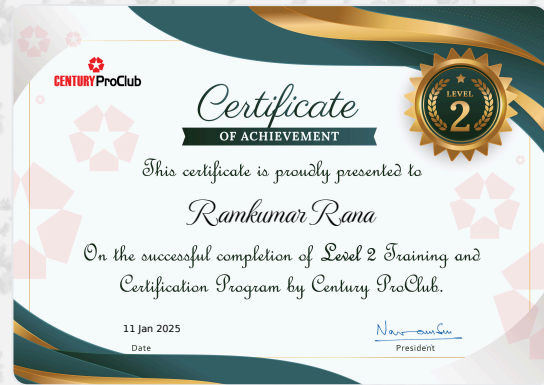 CENTURY ProClub
Certificate
OF ACHIEVEMENT
LEVEL
2
This certificate is proudly presented to
Ramkumar Rana
On the successful completion of Level 2 Training and
Certification Program by Century ProClub.
11 Jan 2025
Date
President